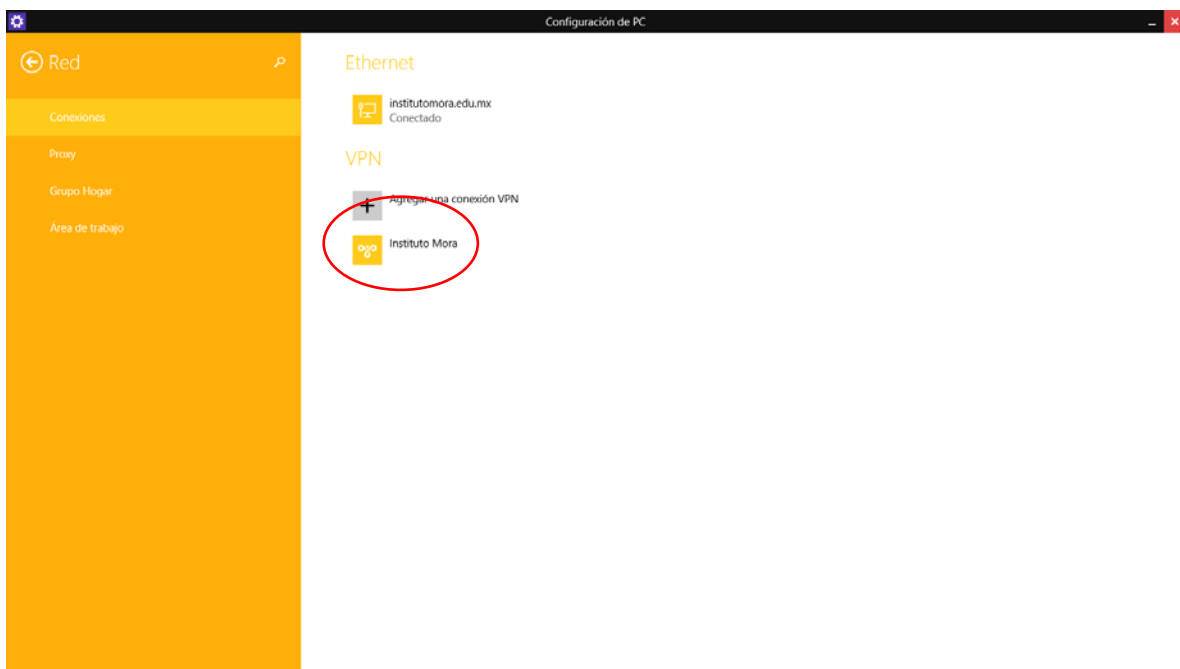 Configuración de PC
Red
Conexiones
Proxy
Grupo Hogar
Área de trabajo
Ethernet
institutomora.edu.mx
Conectado
VPN
Agregar una conexión VPN
Instituto Mora